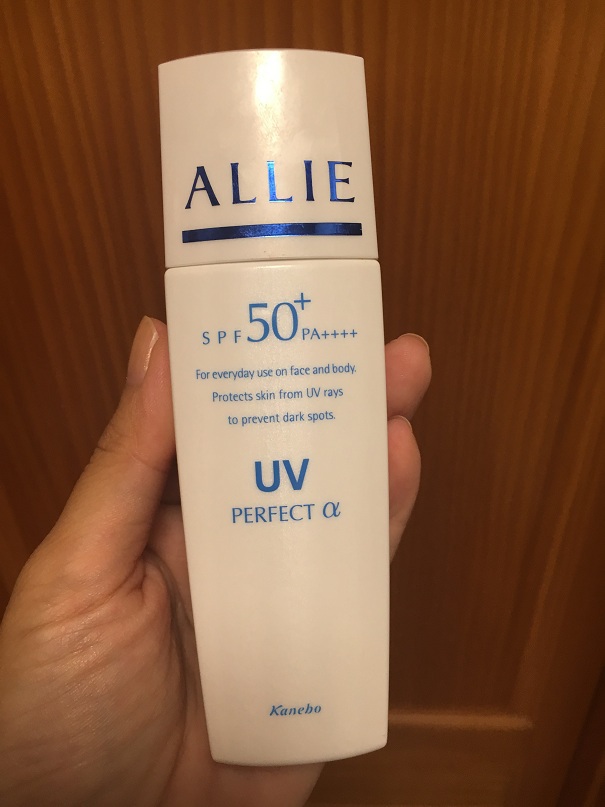 ALLIE
SPF50+ PA++++
For everyday use on face and body.
Protects skin from UV rays
to prevent dark spots.
UV
PERFECT α
Kanebo